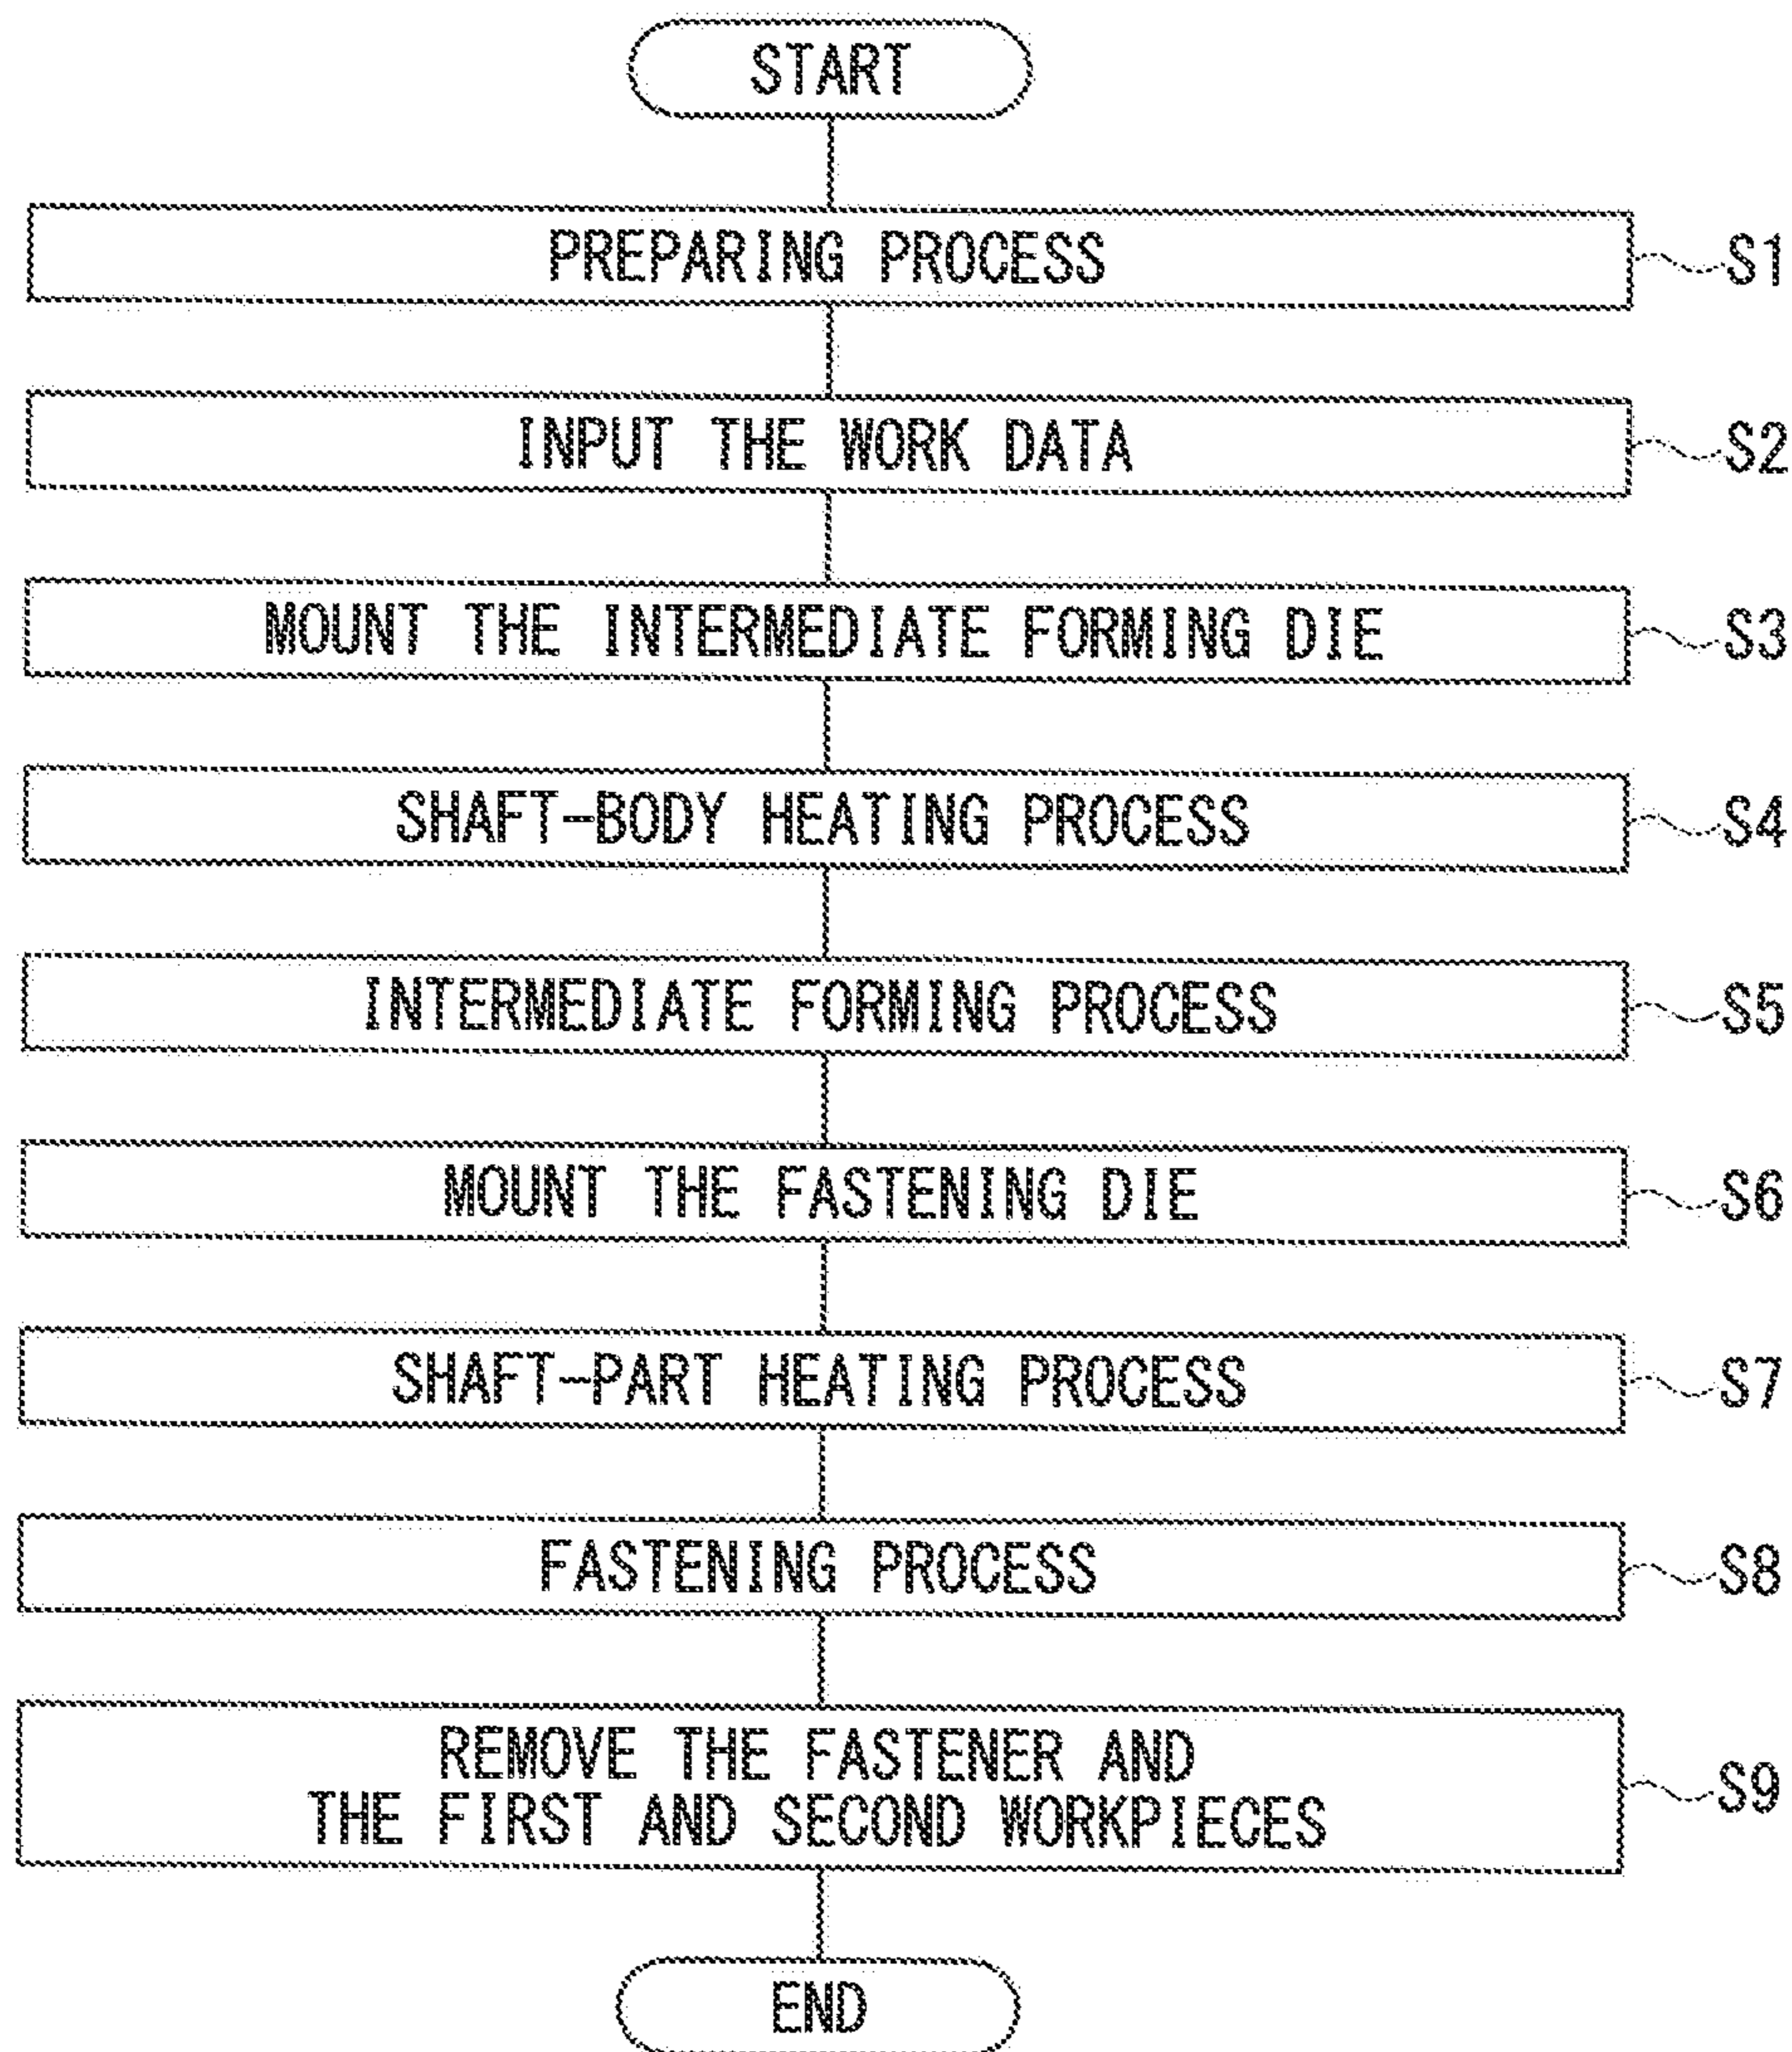 START
PREPARING PROCESS
S1
INPUT THE WORK DATA
S2
MOUNT THE INTERMEDIATE FORMING DIE
S3
SHAFT-BODY HEATING PROCESS
S4
INTERMEDIATE FORMING PROCESS
S5
MOUNT THE FASTENING DIE
S6
SHAFT-PART HEATING PROCESS
S7
FASTENING PROCESS
S8
REMOVE THE FASTENER AND
THE FIRST AND SECOND WORKPIECES
S9
END